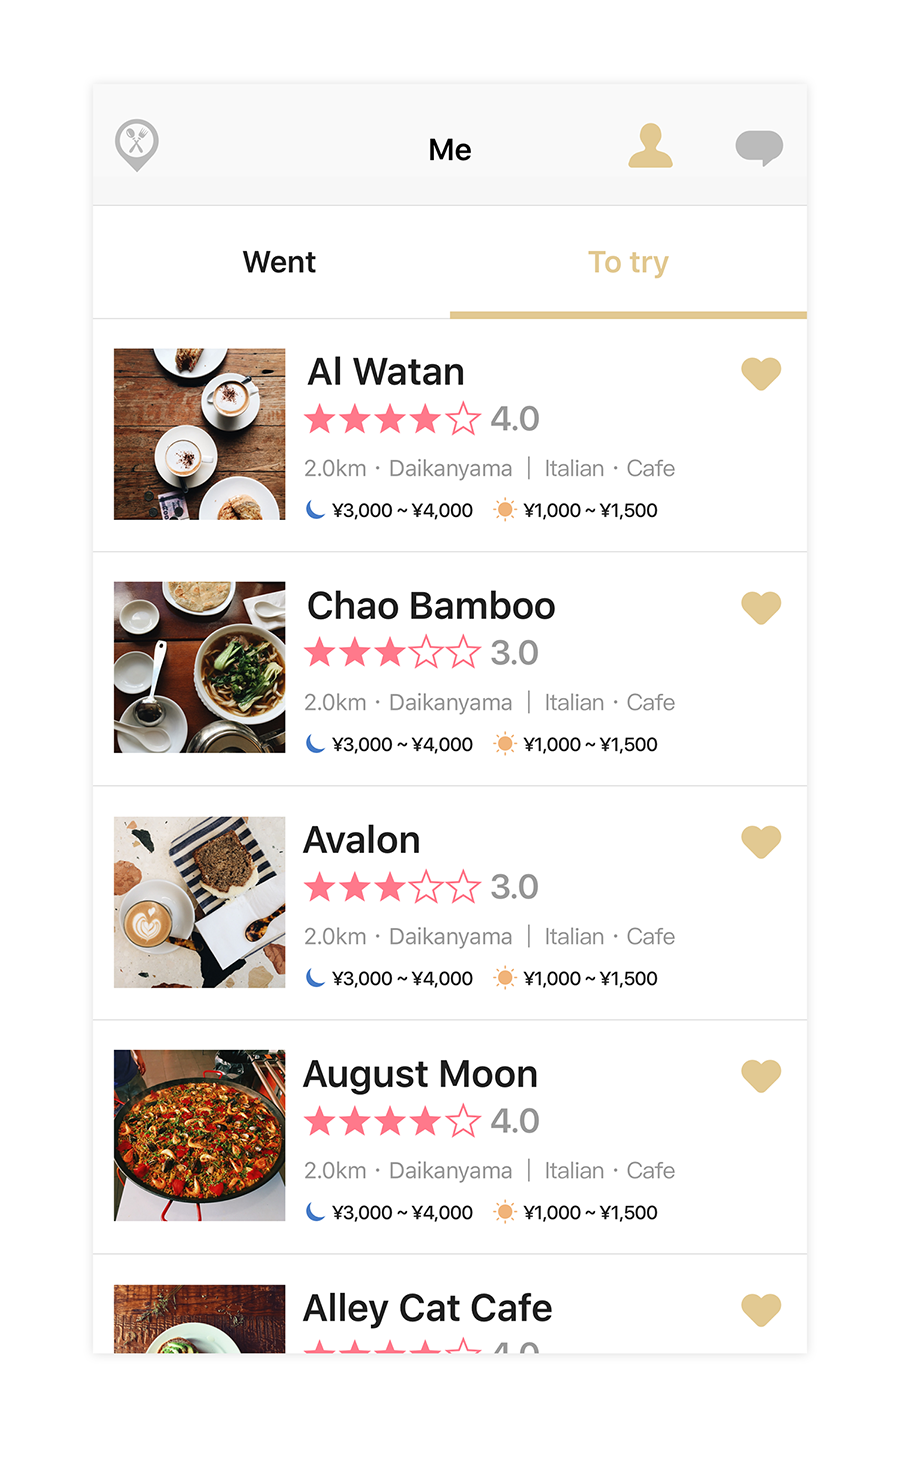 Me
Went
To try
Al Watan
4.0
2.0km · Daikanyama | Italian · Cafe
¥3,000 ~ ¥4,000 ¥1,000 ~ ¥1,500
Chao Bamboo
3.0
2.0km · Daikanyama | Italian · Cafe
¥3,000 ~ ¥4,000 ¥1,000 ~ ¥1,500
Avalon
3.0
2.0km · Daikanyama | Italian · Cafe
¥3,000 ~ ¥4,000 ¥1,000 ~ ¥1,500
August Moon
4.0
2.0km · Daikanyama | Italian · Cafe
¥3,000 ~ ¥4,000 ¥1,000 ~ ¥1,500
Alley Cat Cafe
4.0